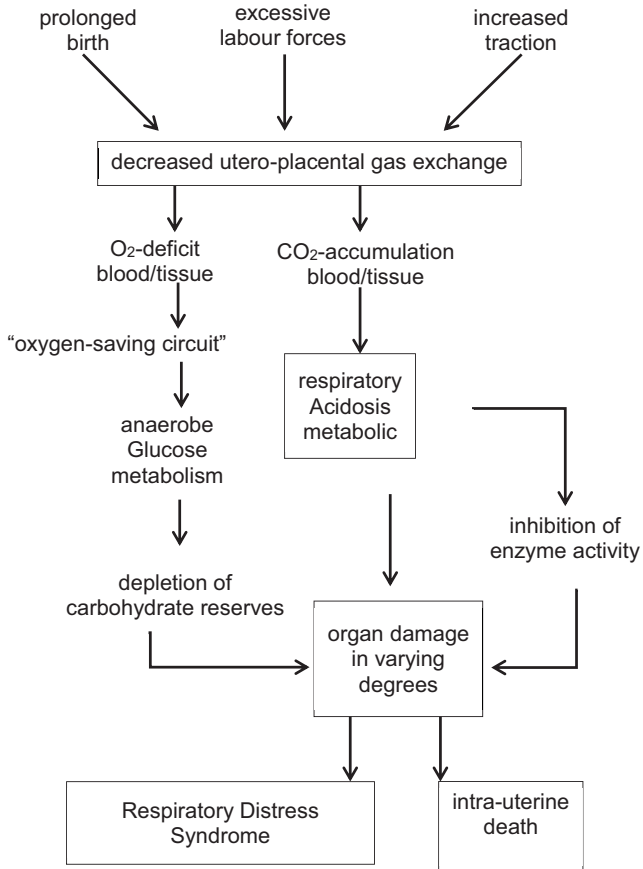 prolonged
birth
excessive
labour forces
increased
traction
decreased utero-placental gas exchange
O₂-deficit
blood/tissue
CO₂-accumulation
blood/tissue
“oxygen-saving circuit”
respiratory
Acidosis
metabolic
anaerobe
Glucose
metabolism
inhibition of
enzyme activity
depletion of
carbohydrate reserves
organ damage
in varying
degrees
Respiratory Distress
Syndrome
intra-uterine
death